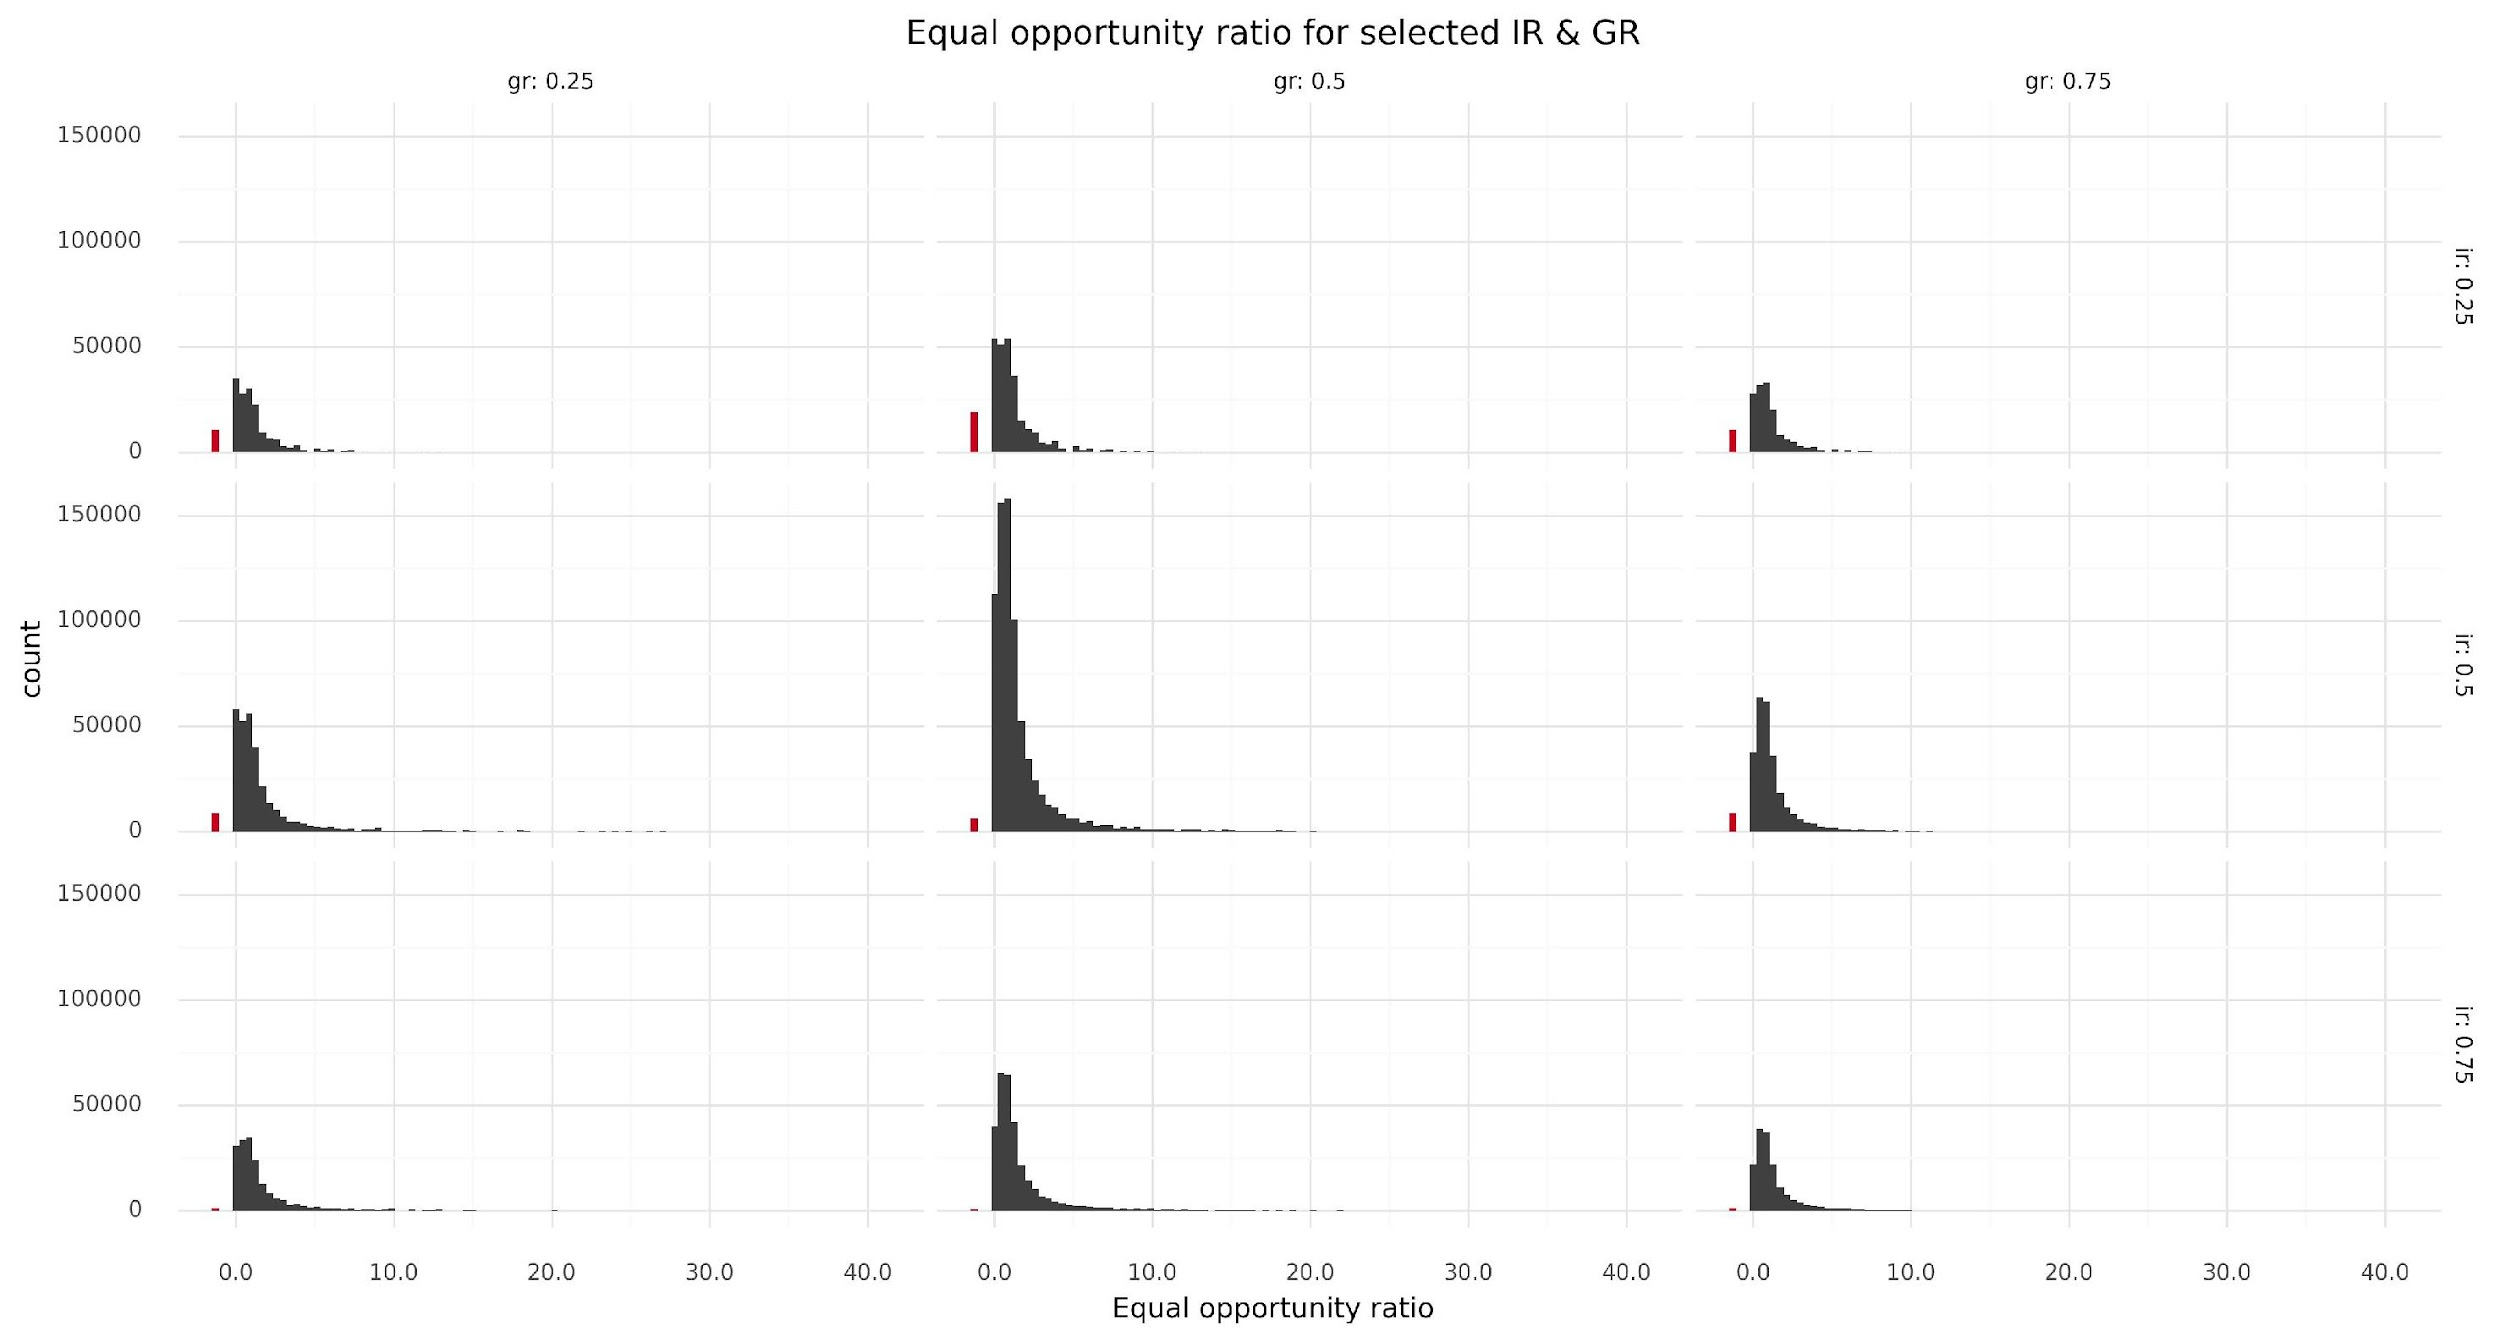 Equal opportunity ratio for selected IR & GR
gr: 0.25
gr: 0.5
gr: 0.75
150000
100000
50000
0
ir: 0.25
150000
100000
50000
0
ir: 0.5
count
150000
100000
50000
0
ir: 0.75
0.0 10.0 20.0 30.0 40.0
0.0 10.0 20.0 30.0 40.0
0.0 10.0 20.0 30.0 40.0
Equal opportunity ratio